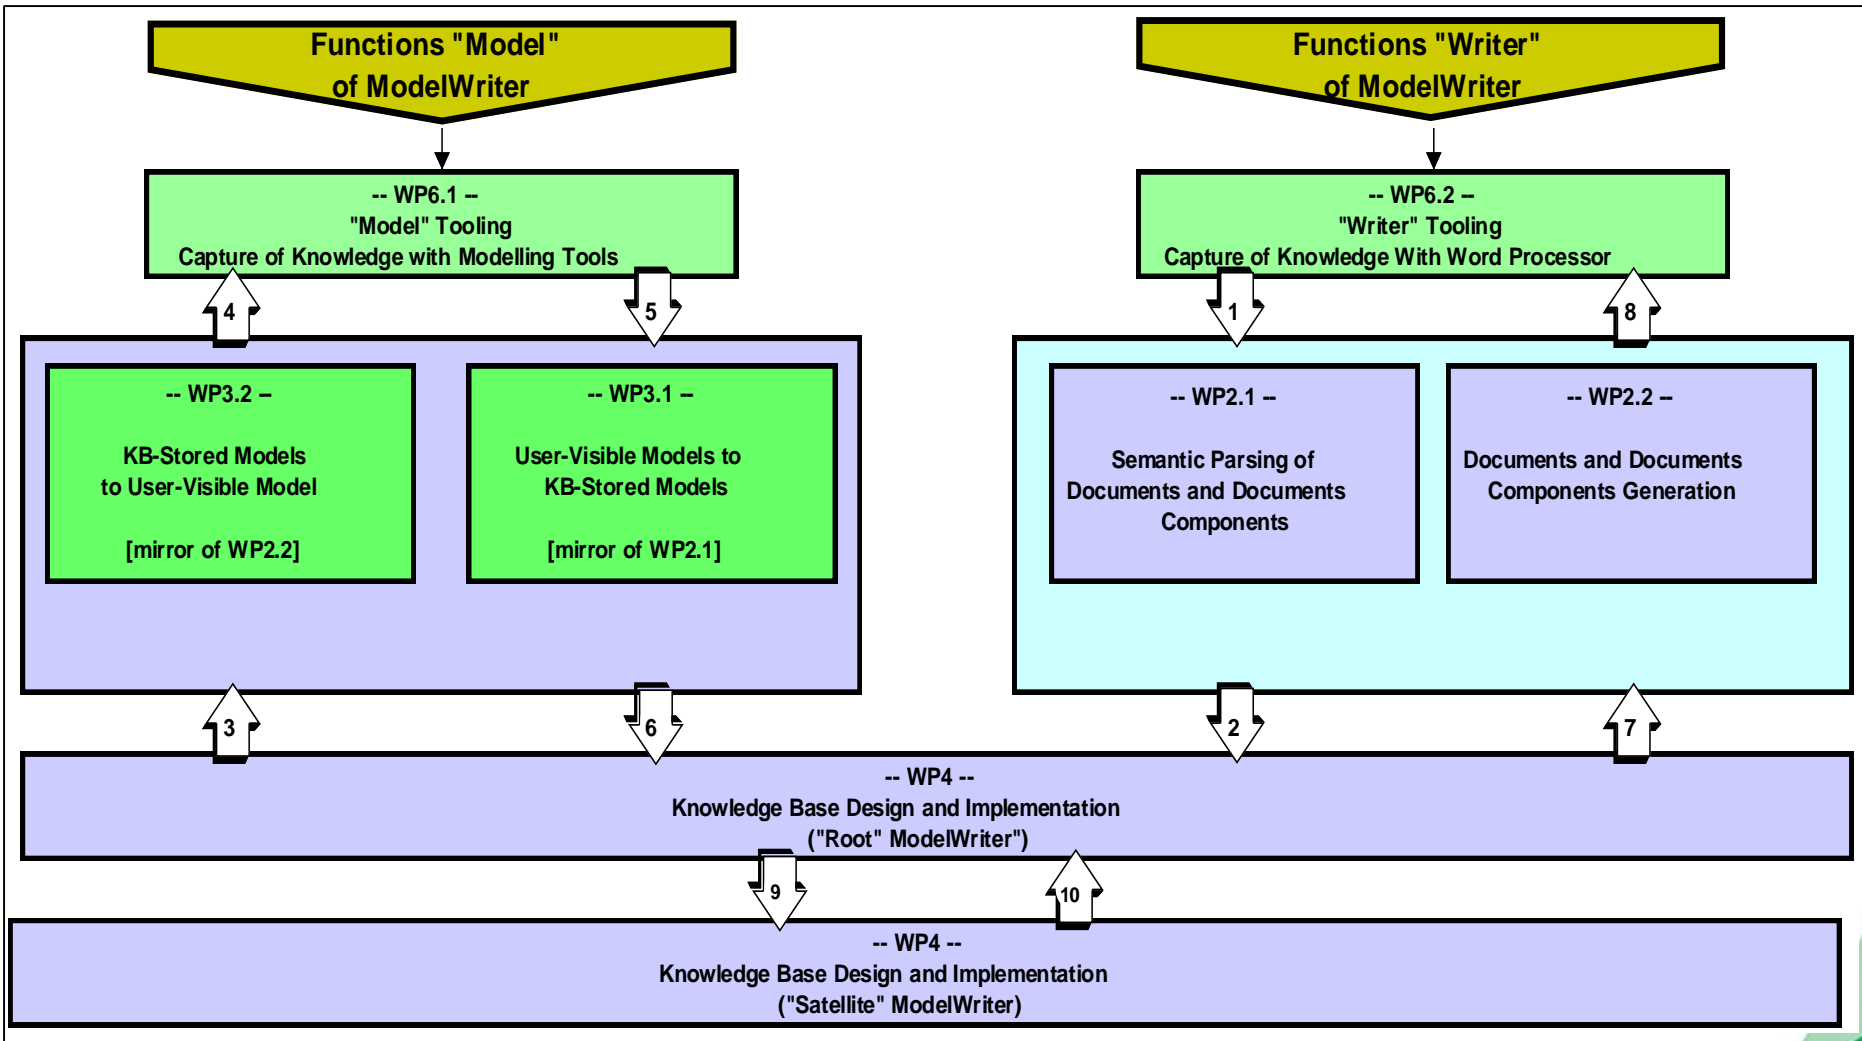 Functions "Model"
of ModelWriter
Functions "Writer"
of ModelWriter
-- WP6.1 --
"Model" Tooling
Capture of Knowledge with Modelling Tools
-- WP6.2 --
"Writer" Tooling
Capture of Knowledge With Word Processor
4
5
1
8
-- WP3.2 --
KB-Stored Models
to User-Visible Model
[mirror of WP2.2]
-- WP3.1 --
User-Visible Models to
KB-Stored Models
[mirror of WP2.1]
-- WP2.1 --
Semantic Parsing of
Documents and Documents
Components
-- WP2.2 --
Documents and Documents
Components Generation
3
6
2
7
-- WP4 --
Knowledge Base Design and Implementation
("Root" ModelWriter")
9
10
-- WP4 --
Knowledge Base Design and Implementation
("Satellite" ModelWriter)